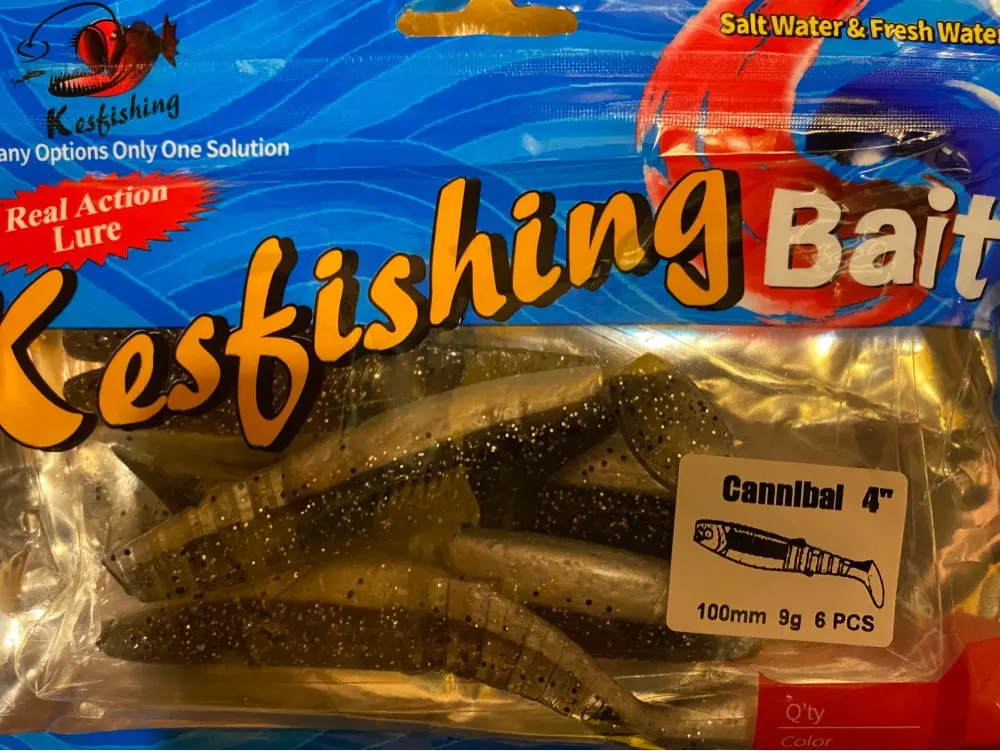 Salt Water & Fresh Water
Kesfishing
any Options Only One Solution
Real Action
Lure
Kesfishing Bait
Cannibal 4"
100mm 9g 6 PCS
Q'ty
Color